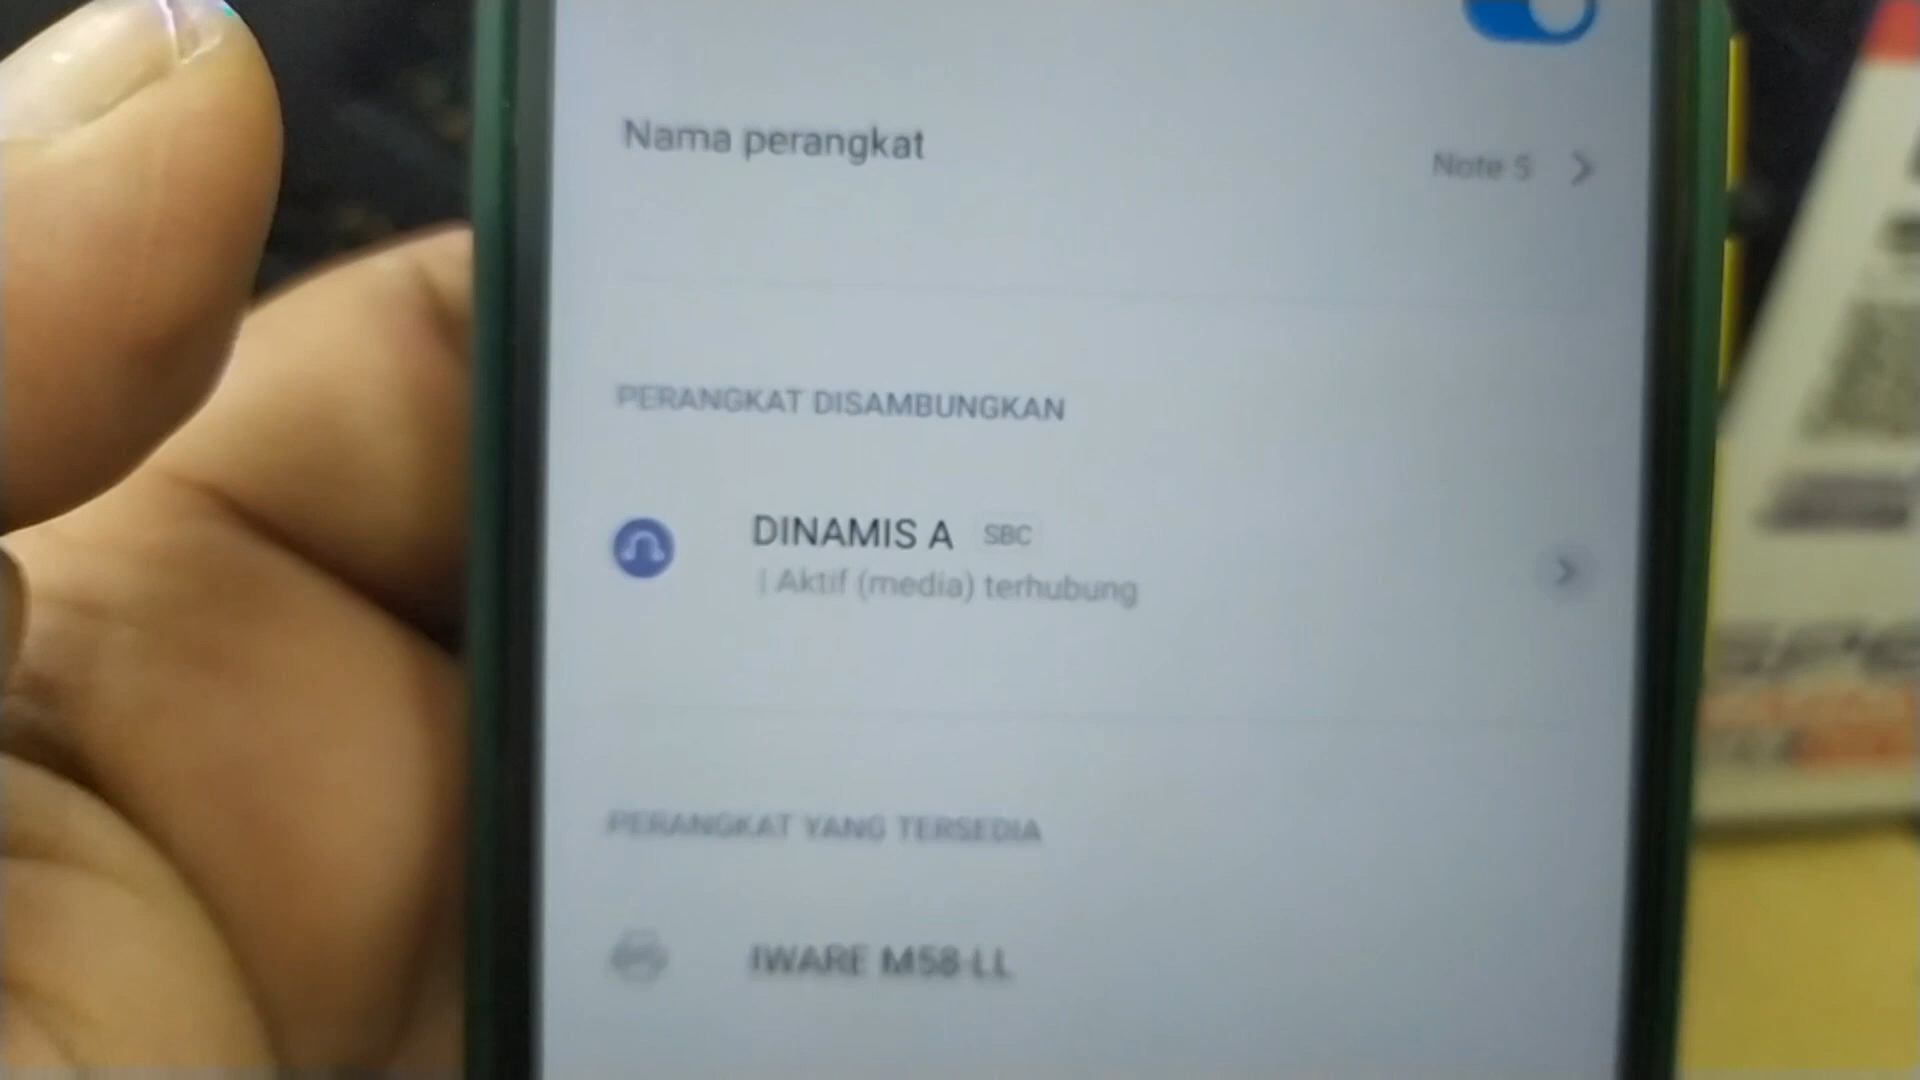 Nama perangkat
Note 5
PERANGKAT DISAMBUNGKAN
DINAMIS A SBC
| Aktif (media) terhubung
PERANGKAT YANG TERSEDIA
IWARE M58-LL